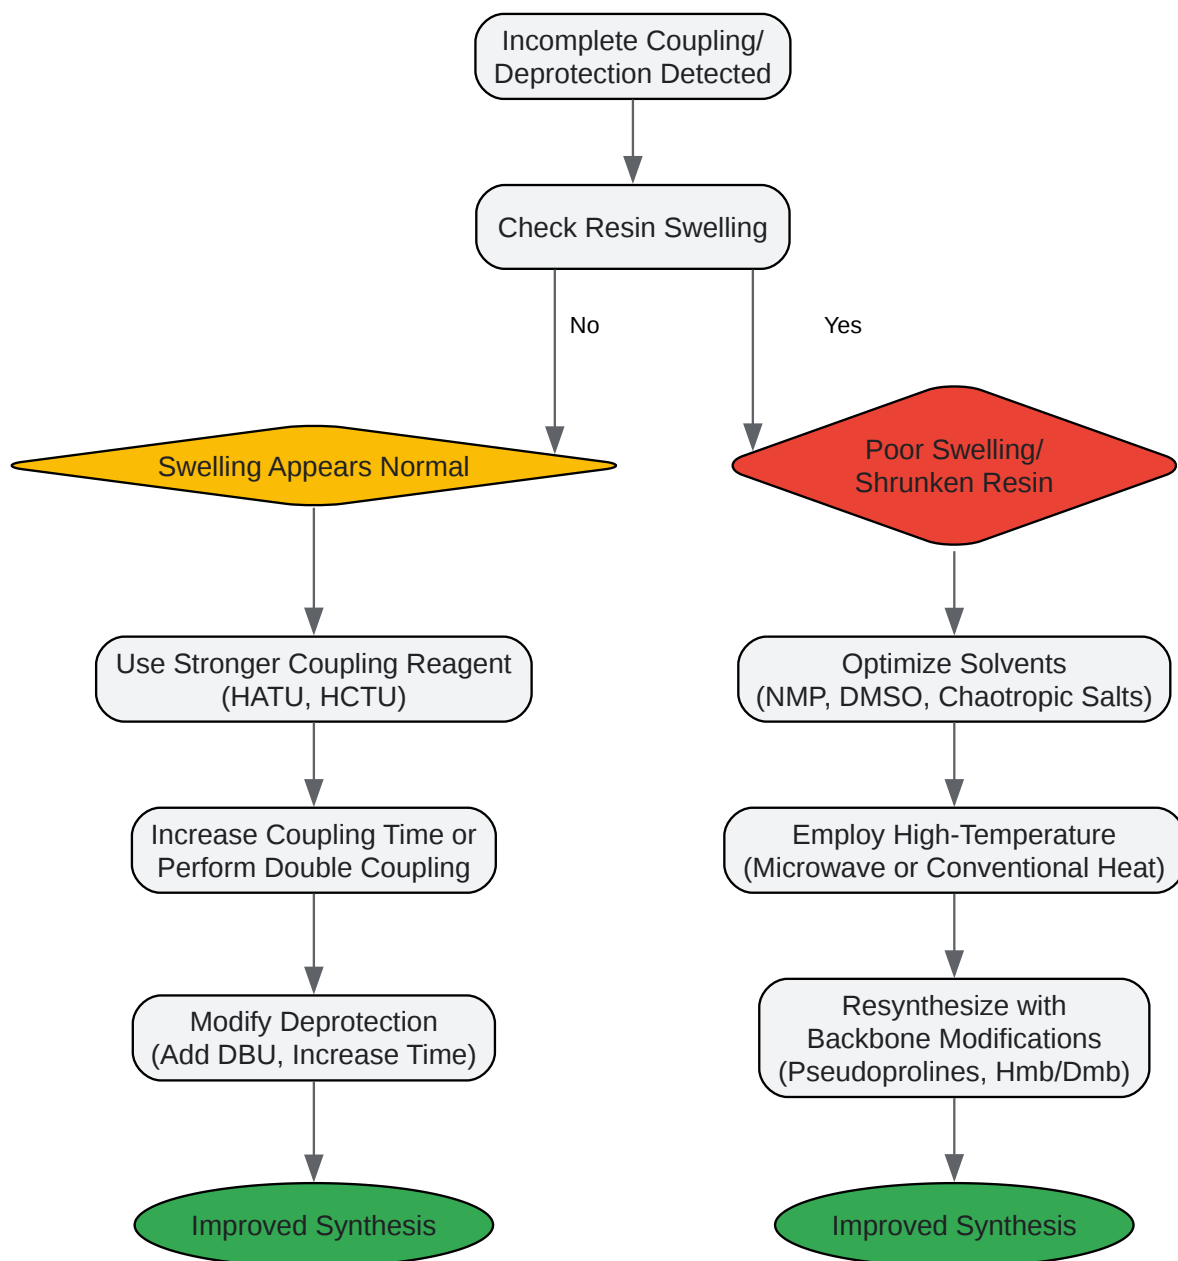 Incomplete Coupling/
Deprotection Detected
Check Resin Swelling
No
Yes
Swelling Appears Normal
Poor Swelling/
Shrunken Resin
Use Stronger Coupling Reagent
(HATU, HCTU)
Optimize Solvents
(NMP, DMSO, Chaotropic Salts)
Increase Coupling Time or
Perform Double Coupling
Employ High-Temperature
(Microwave or Conventional Heat)
Modify Deprotection
(Add DBU, Increase Time)
Resynthesize with
Backbone Modifications
(Pseudoprolines, Hmb/Dmb)
Improved Synthesis
Improved Synthesis